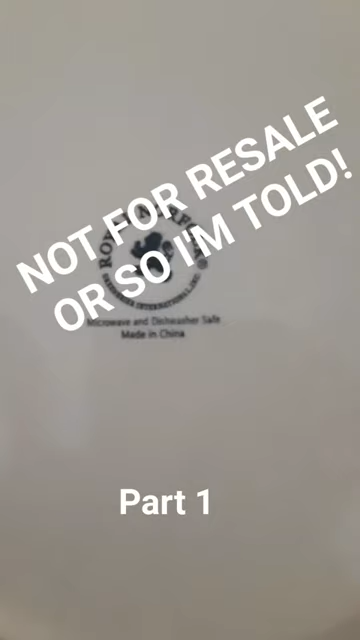 NOT FOR RESALE
OR SO I'M TOLD!
Microwave and Dishwasher Safe
Made in China
Part 1